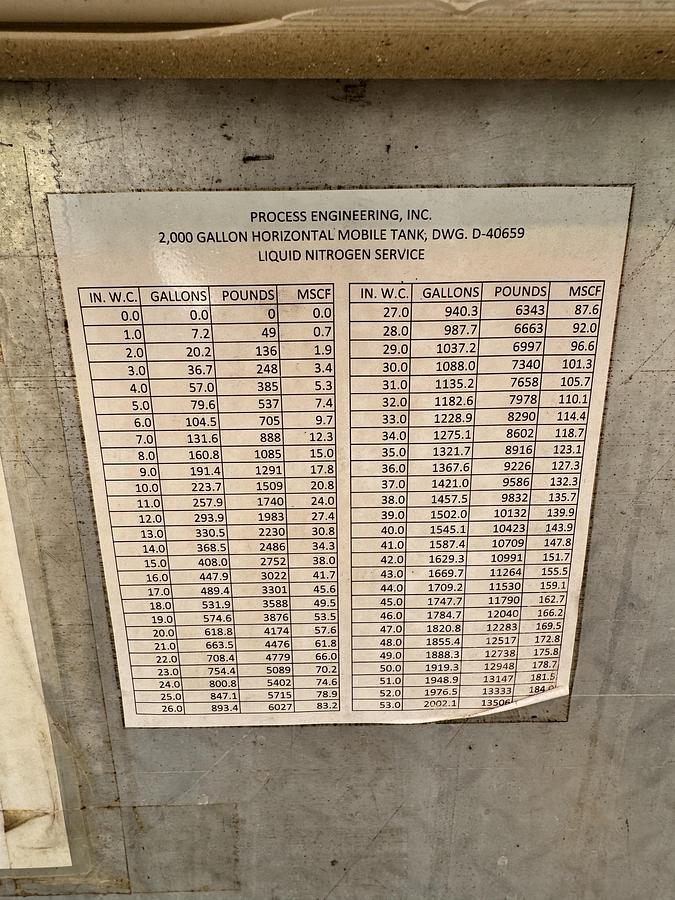 PROCESS ENGINEERING, INC.
2,000 GALLON HORIZONTAL MOBILE TANK; DWG. D-40659
LIQUID NITROGEN SERVICE
IN. W.C. GALLONS POUNDS MSCF
0.0 0.0 0 0.0
1.0 7.2 49 0.7
2.0 20.2 136 1.9
3.0 36.7 248 3.4
4.0 57.0 385 5.3
5.0 79.6 537 7.4
6.0 104.5 705 9.7
7.0 131.6 888 12.3
8.0 160.8 1085 15.0
9.0 191.4 1291 17.8
10.0 223.7 1509 20.8
11.0 257.9 1740 24.0
12.0 293.9 1983 27.4
13.0 330.5 2230 30.8
14.0 368.5 2486 34.3
15.0 408.0 2752 38.0
16.0 447.9 3022 41.7
17.0 489.4 3301 45.6
18.0 531.9 3588 49.5
19.0 574.6 3876 53.5
20.0 618.8 4174 57.6
21.0 663.5 4476 61.8
22.0 708.4 4779 66.0
23.0 754.4 5089 70.2
24.0 800.8 5402 74.6
25.0 847.1 5715 78.9
26.0 893.4 6027 83.2
IN. W.C. GALLONS POUNDS MSCF
27.0 940.3 6343 87.6
28.0 987.7 6663 92.0
29.0 1037.2 6997 96.6
30.0 1088.0 7340 101.3
31.0 1135.2 7658 105.7
32.0 1182.6 7978 110.1
33.0 1228.9 8290 114.4
34.0 1275.1 8602 118.7
35.0 1321.7 8916 123.1
36.0 1367.6 9226 127.3
37.0 1421.0 9586 132.3
38.0 1457.5 9832 135.7
39.0 1502.0 10132 139.9
40.0 1545.1 10423 143.9
41.0 1587.4 10709 147.8
42.0 1629.3 10991 151.7
43.0 1669.7 11264 155.5
44.0 1709.2 11530 159.1
45.0 1747.7 11790 162.7
46.0 1784.7 12040 166.2
47.0 1820.8 12283 169.5
48.0 1855.4 12517 172.8
49.0 1888.3 12738 175.8
50.0 1919.3 12948 178.7
51.0 1948.9 13147 181.5
52.0 1976.5 13333 184.0
53.0 2002.1 13506